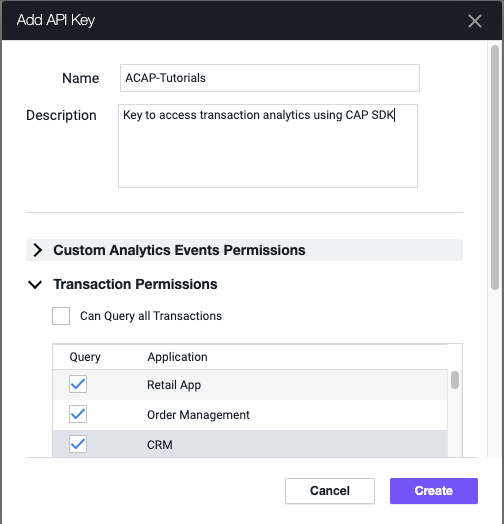 Add API Key
Name
ACAP-Tutorials
Description
Key to access transaction analytics using CAP SDK
Custom Analytics Events Permissions
Transaction Permissions
Can Query all Transactions
Query Application
Retail App
Order Management
CRM
Cancel Create